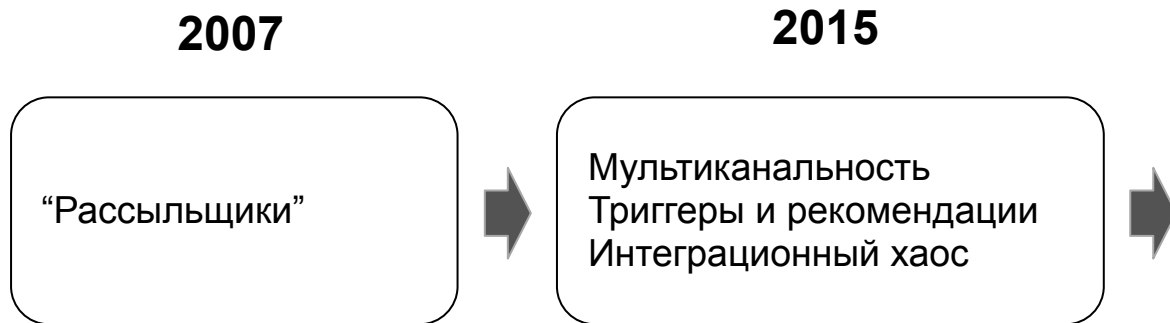 2007
2015
“Рассыльщики”
Мультиканальность
Триггеры и рекомендации
Интеграционный хаос